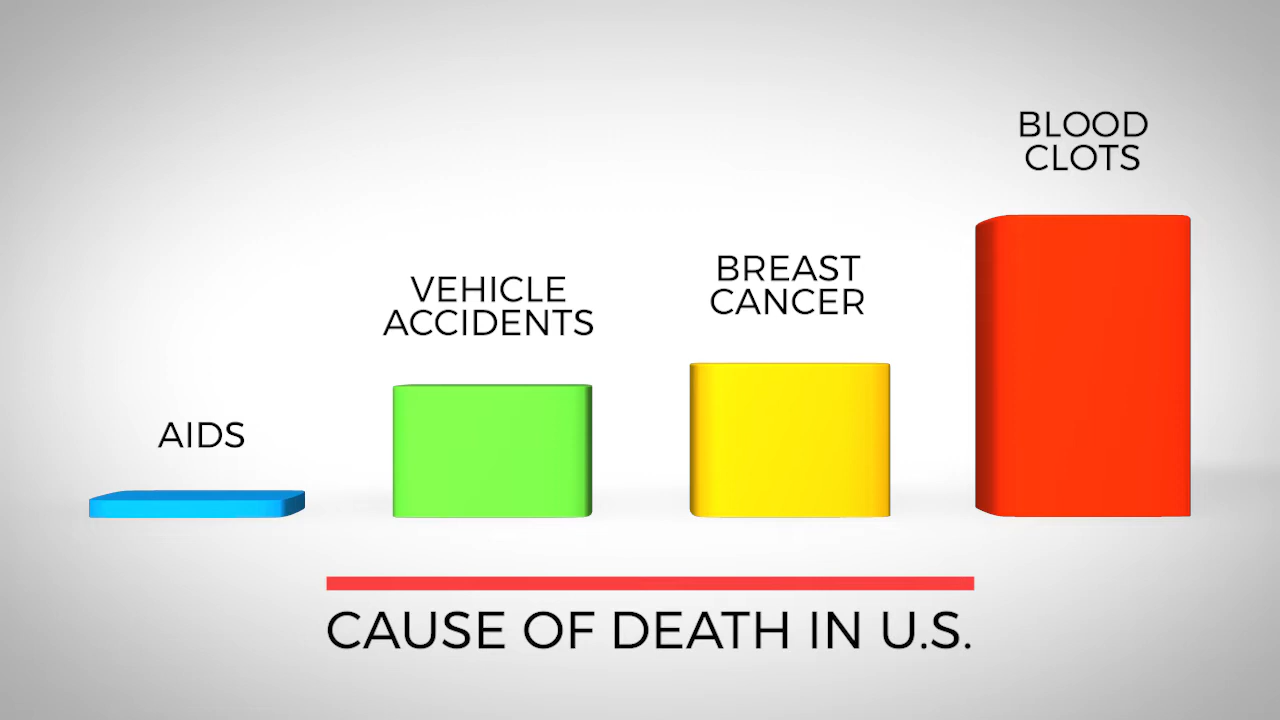 AIDS
VEHICLE
ACCIDENTS
BREAST
CANCER
BLOOD
CLOTS
CAUSE OF DEATH IN U.S.